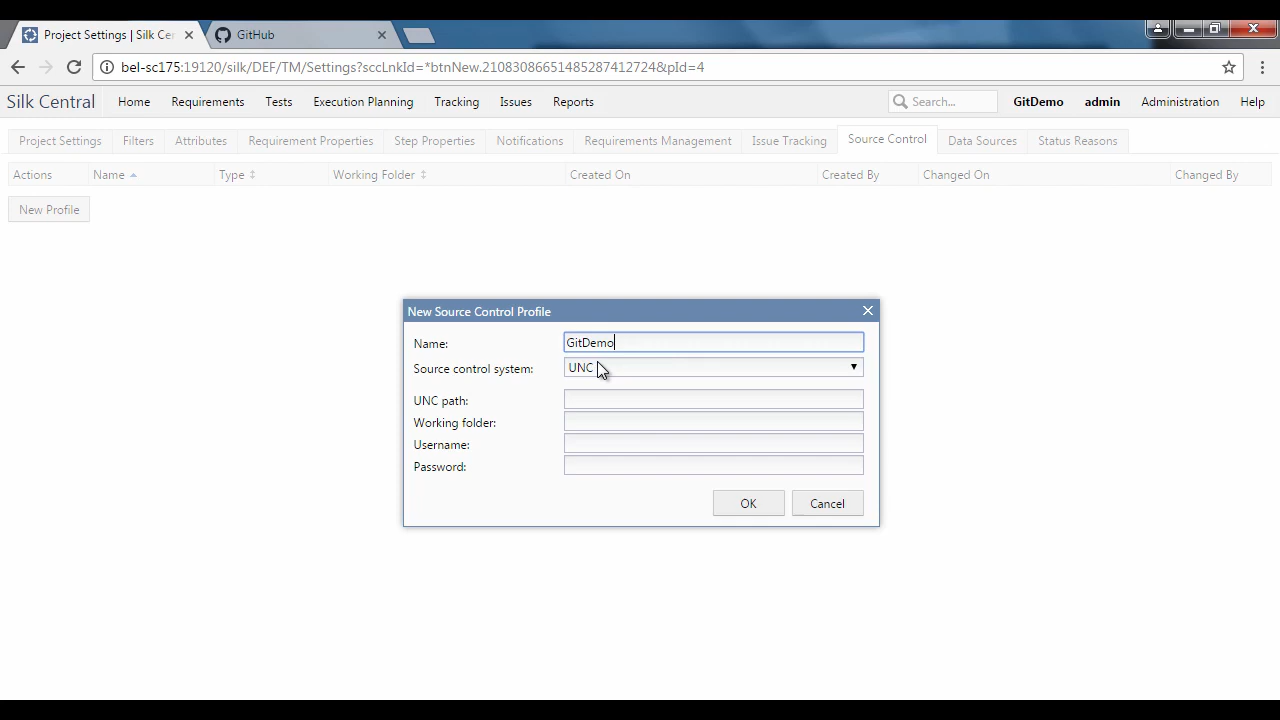 Project Settings | Silk Ce
GitHub
bel-sc175:19120/silk/DEF/TM/Settings?sccLnkId=*btnNew.21083086651485287412724&pId=4
Silk Central Home Requirements Tests Execution Planning Tracking Issues Reports Search... GitDemo admin Administration Help
Project Settings Filters Attributes Requirement Properties Step Properties Notifications Requirements Management Issue Tracking Source Control Data Sources Status Reasons
Actions Name Type Working Folder Created On Created By Changed On Changed By
New Profile
New Source Control Profile
Name: GitDemo
Source control system: UNC
UNC path:
Working folder:
Username:
Password:
OK Cancel